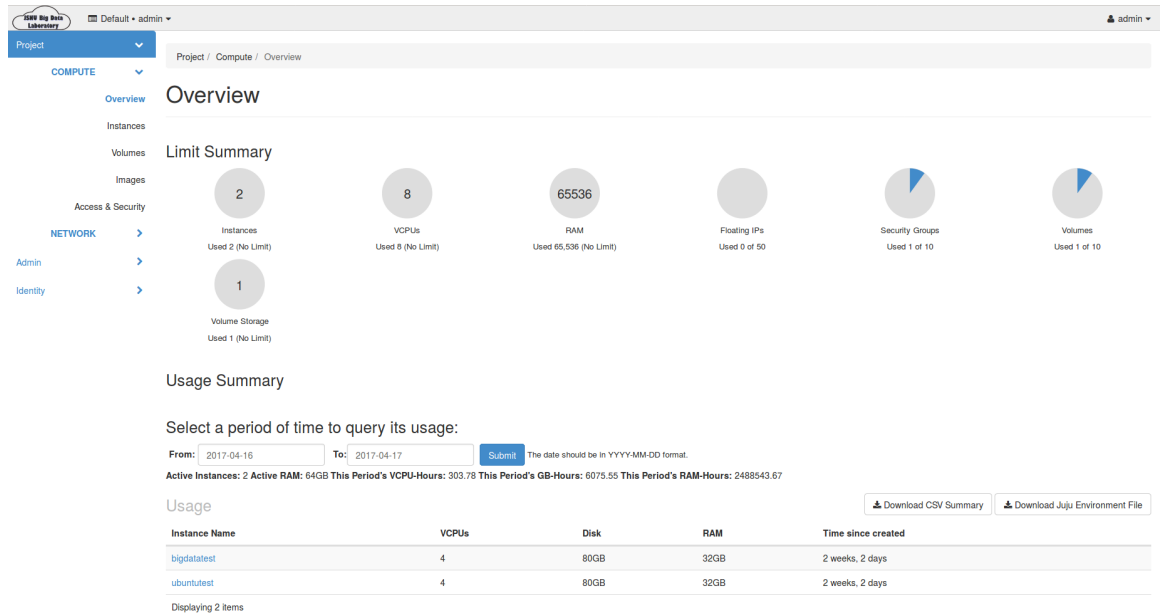 JSNU Big Data
Laboratory
Default • admin
admin
Project
Project / Compute / Overview
COMPUTE
Overview
Instances
Volumes
Images
Access & Security
NETWORK
Admin
Identity
Overview
Limit Summary
2
8
65536
Instances
VCPUs
RAM
Floating IPs
Security Groups
Volumes
Used 2 (No Limit)
Used 8 (No Limit)
Used 65,536 (No Limit)
Used 0 of 50
Used 1 of 10
Used 1 of 10
1
Volume Storage
Used 1 (No Limit)
Usage Summary
Select a period of time to query its usage:
From: 2017-04-16 To: 2017-04-17 Submit The date should be in YYYY-MM-DD format.
Active Instances: 2 Active RAM: 64GB This Period's VCPU-Hours: 303.78 This Period's GB-Hours: 6075.55 This Period's RAM-Hours: 2488543.67
Usage
Download CSV Summary
Download Juju Environment File
Instance Name VCPUs Disk RAM Time since created
bigdatatest 4 80GB 32GB 2 weeks, 2 days
ubuntutest 4 80GB 32GB 2 weeks, 2 days
Displaying 2 items